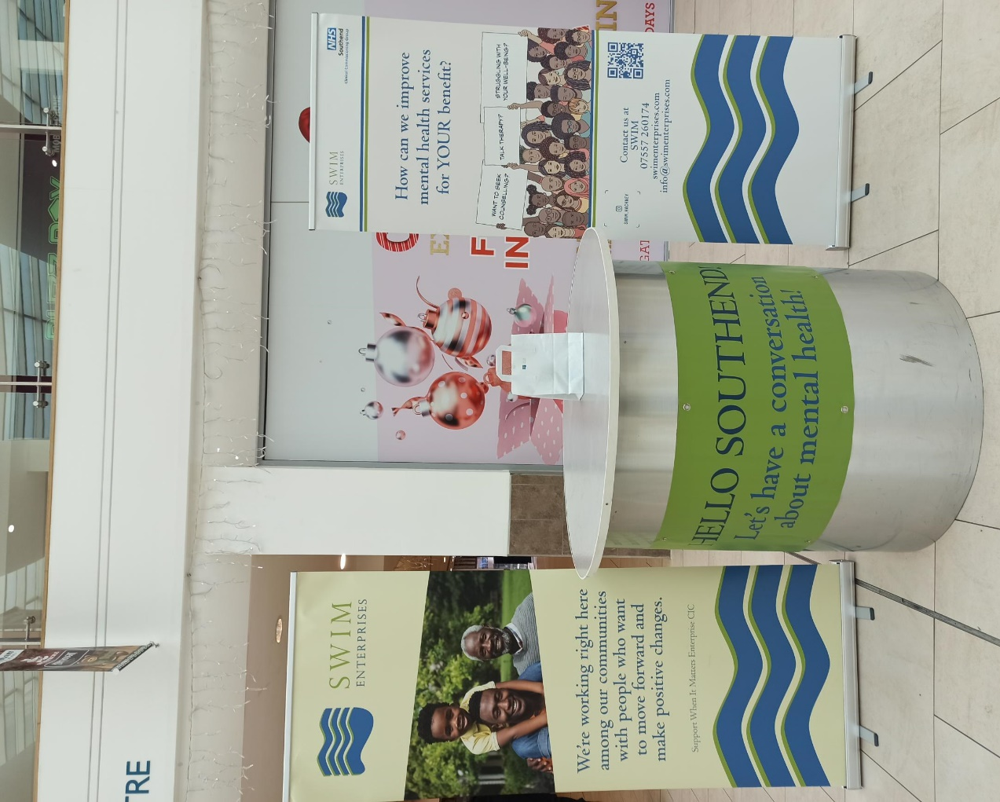 SWIM
ENTERPRISES
We're working right here
among our communities
with people who want
to move forward and
make positive changes.
Support When It Matters Enterprise CIC
HELLO SOUTHEND!
Let's have a conversation
about mental health!
SWIM
ENTERPRISES
NHS
Southend
Clinical Commissioning Group
How can we improve
mental health services
for YOUR benefit?
WANT TO SEEK
COUNSELLING?
TALK THERAPY?
STRUGGLING WITH
YOUR WELL-BEING?
SWIM_HACKNEY
Contact us at
SWIM
07557 260174
swimenterprises.com
info@swimenterprises.com
TRE
F
IN
IN
DAYS